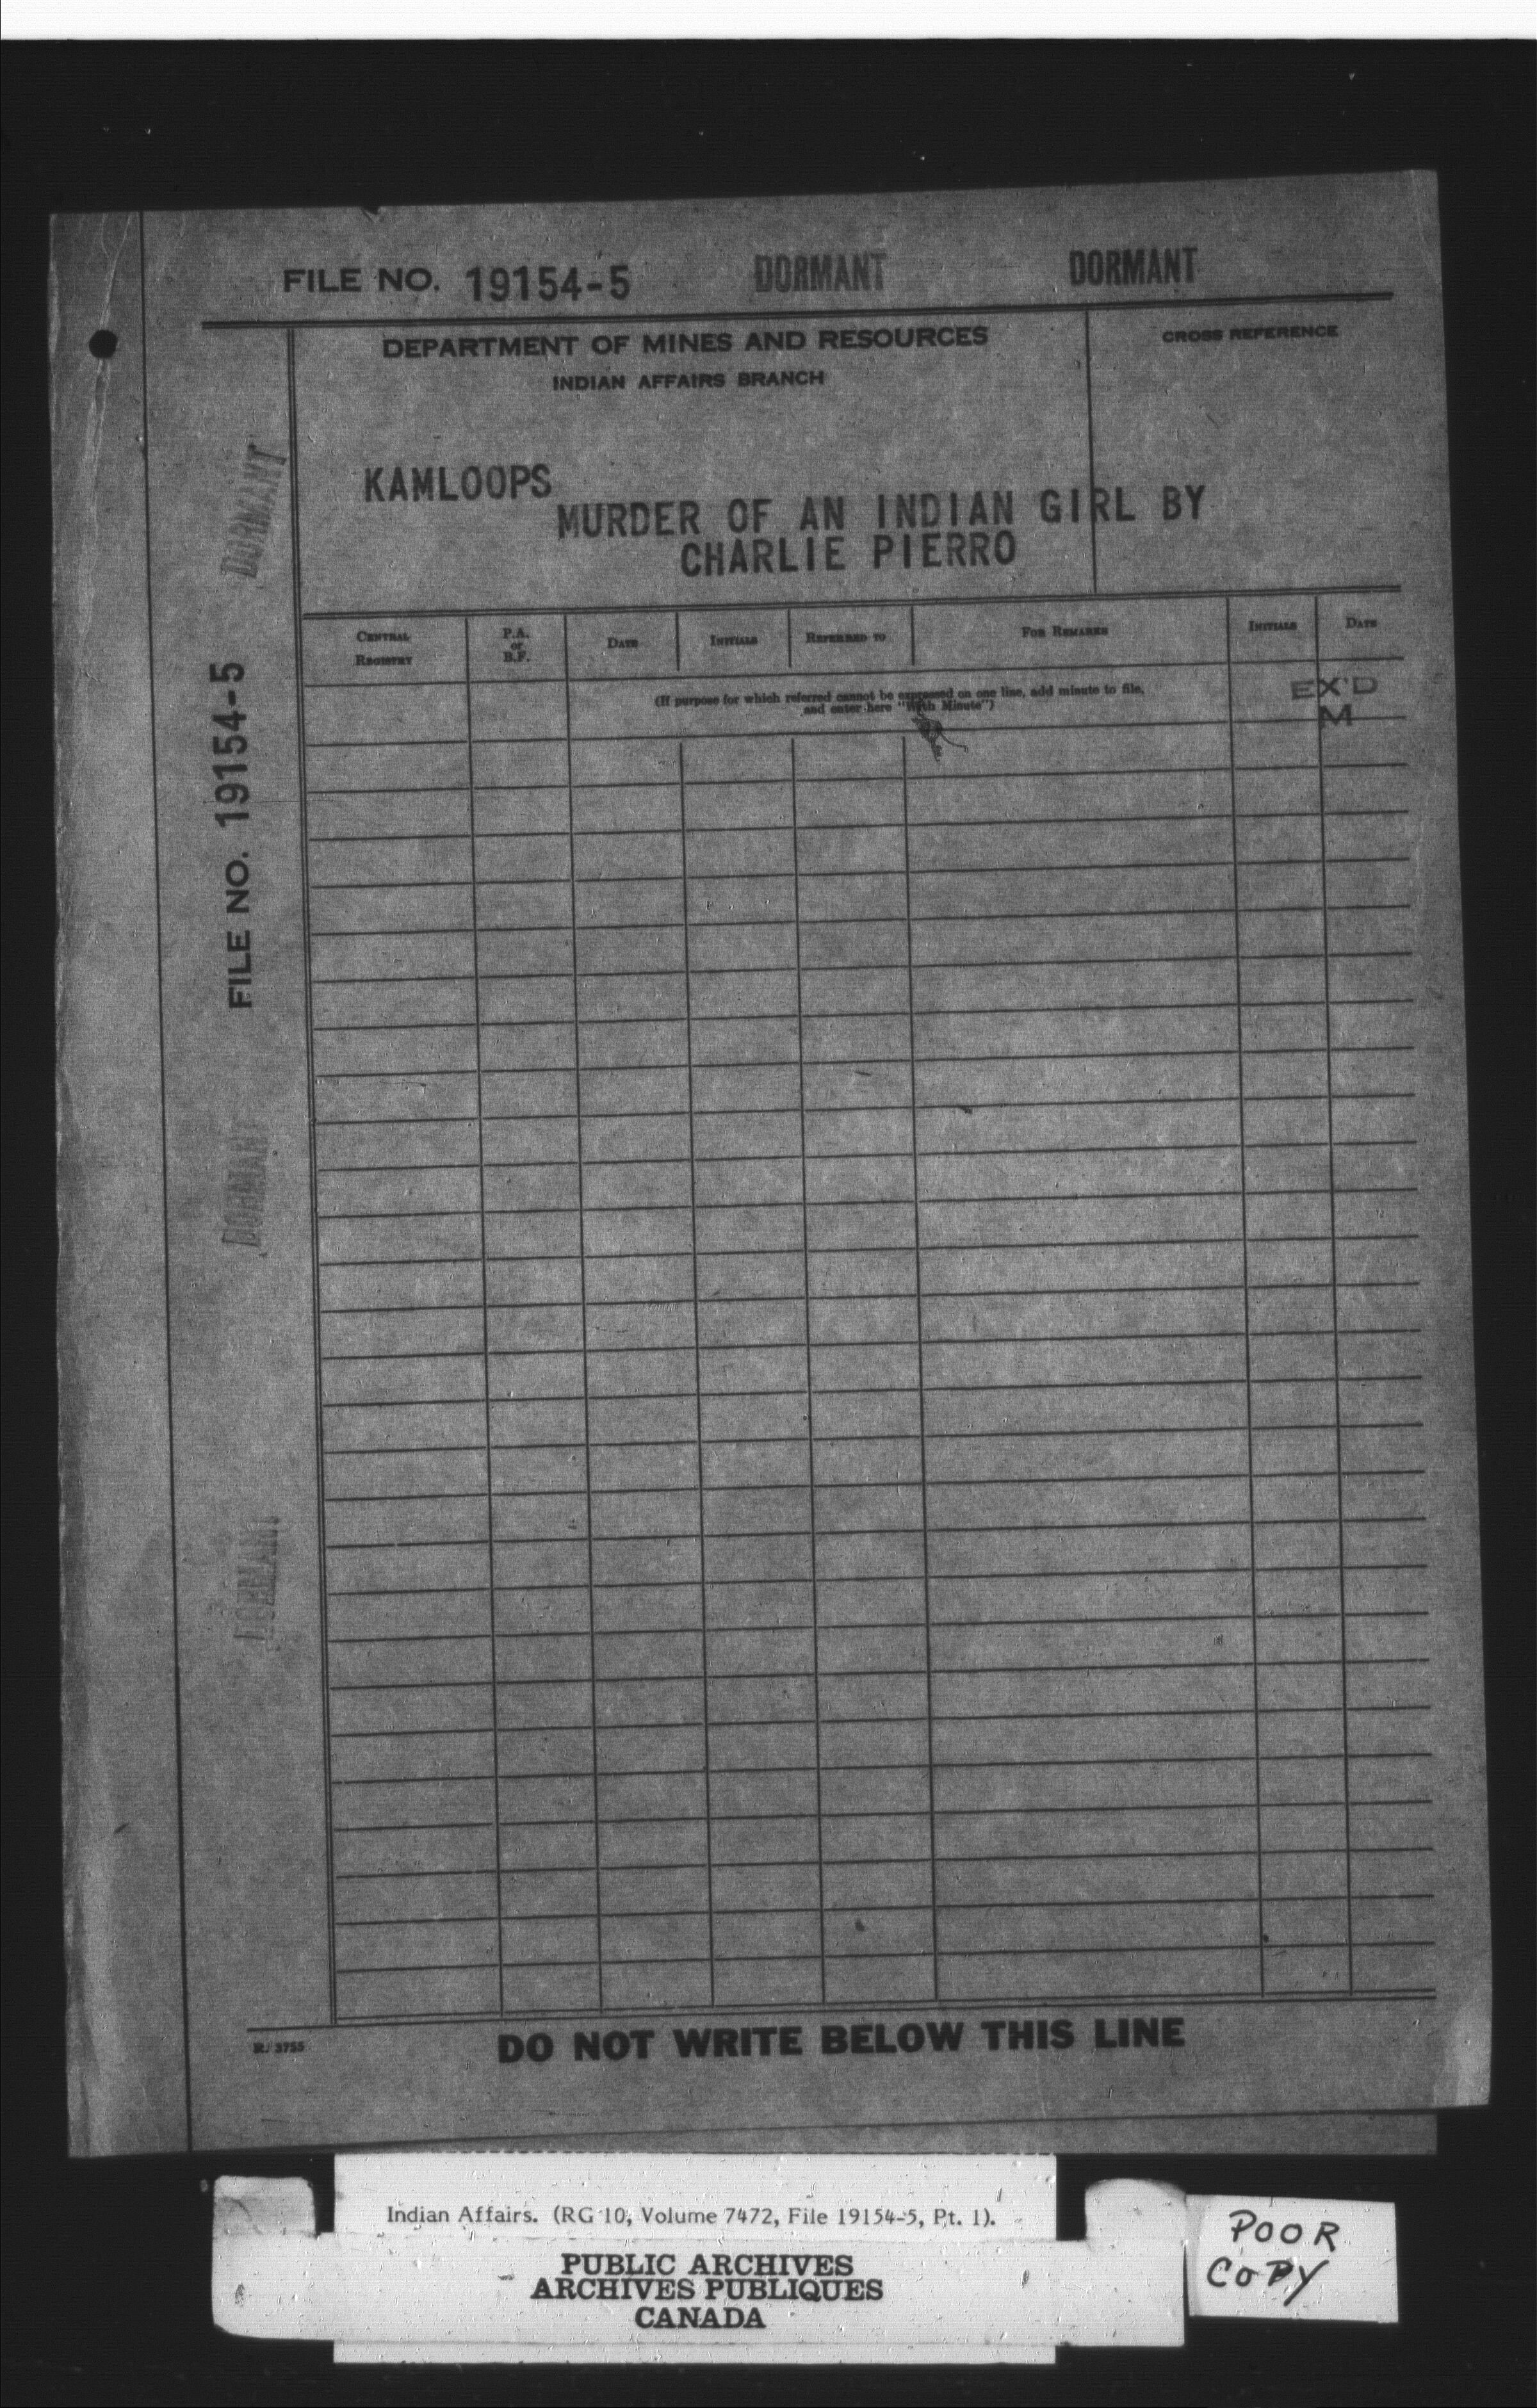 FILE NO. 19154-5 DORMANT DORMANT
DEPARTMENT OF MINES AND RESOURCES
INDIAN AFFAIRS BRANCH
CROSS REFERENCE
KAMLOOPS
MURDER OF AN INDIAN GIRL BY
CHARLIE PIERRO
CENTRAL REGISTRY
P.A. or B.F.
DATE
INITIALS
REFERRED TO
FOR REMARKS
INITIALS
DATE
(If purpose for which referred cannot be expressed on one line, add minute to file,
and enter here "With Minute")
EX'D
M
DORMANT
FILE NO. 19154-5
DORMANT
DORMANT
R. 3755
DO NOT WRITE BELOW THIS LINE
Indian Affairs. (RG 10, Volume 7472, File 19154-5, Pt. 1).
PUBLIC ARCHIVES
ARCHIVES PUBLIQUES
CANADA
POOR
COPY